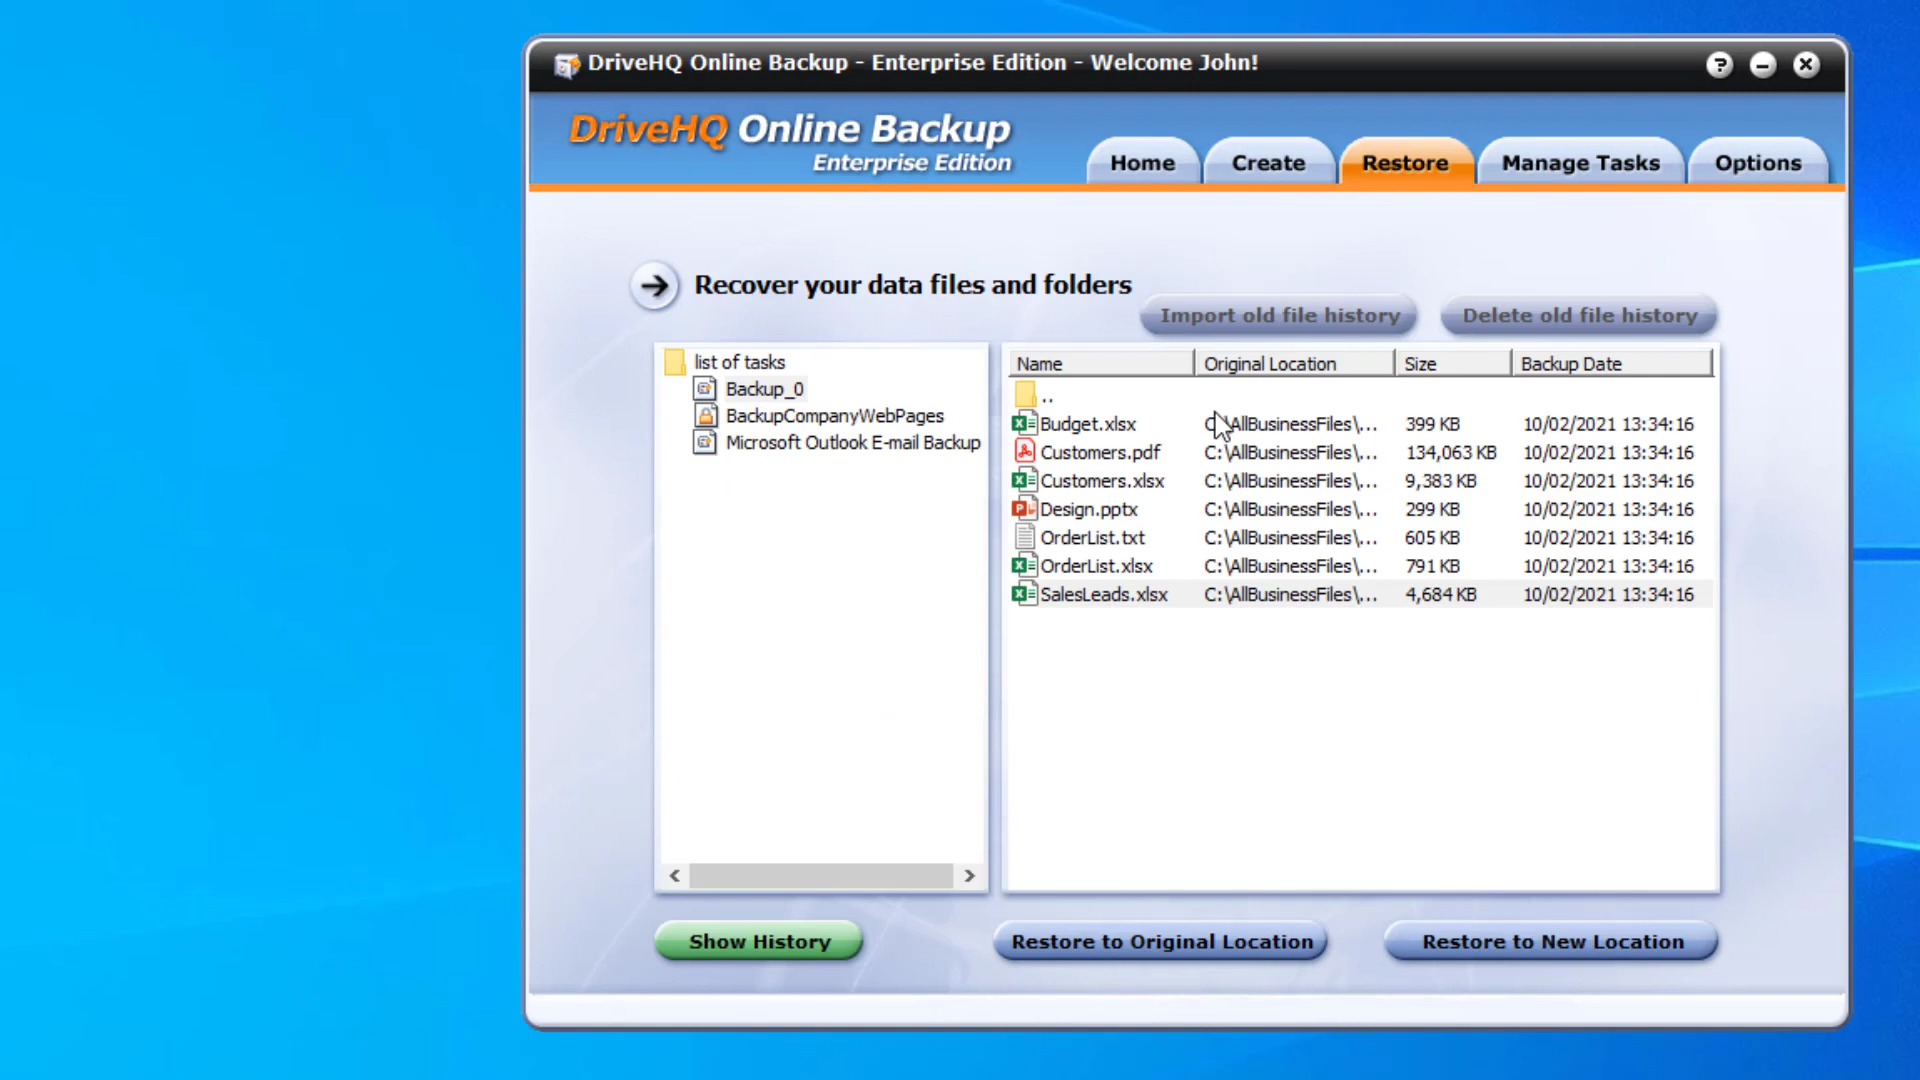 DriveHQ Online Backup - Enterprise Edition - Welcome John!
DriveHQ Online Backup
Enterprise Edition
Home Create Restore Manage Tasks Options
Recover your data files and folders
Import old file history Delete old file history
list of tasks
Backup_0
BackupCompanyWebPages
Microsoft Outlook E-mail Backup
Name Original Location Size Backup Date
..
Budget.xlsx C:\AllBusinessFiles\... 399 KB 10/02/2021 13:34:16
Customers.pdf C:\AllBusinessFiles\... 134,063 KB 10/02/2021 13:34:16
Customers.xlsx C:\AllBusinessFiles\... 9,383 KB 10/02/2021 13:34:16
Design.pptx C:\AllBusinessFiles\... 299 KB 10/02/2021 13:34:16
OrderList.txt C:\AllBusinessFiles\... 605 KB 10/02/2021 13:34:16
OrderList.xlsx C:\AllBusinessFiles\... 791 KB 10/02/2021 13:34:16
SalesLeads.xlsx C:\AllBusinessFiles\... 4,684 KB 10/02/2021 13:34:16
Show History Restore to Original Location Restore to New Location